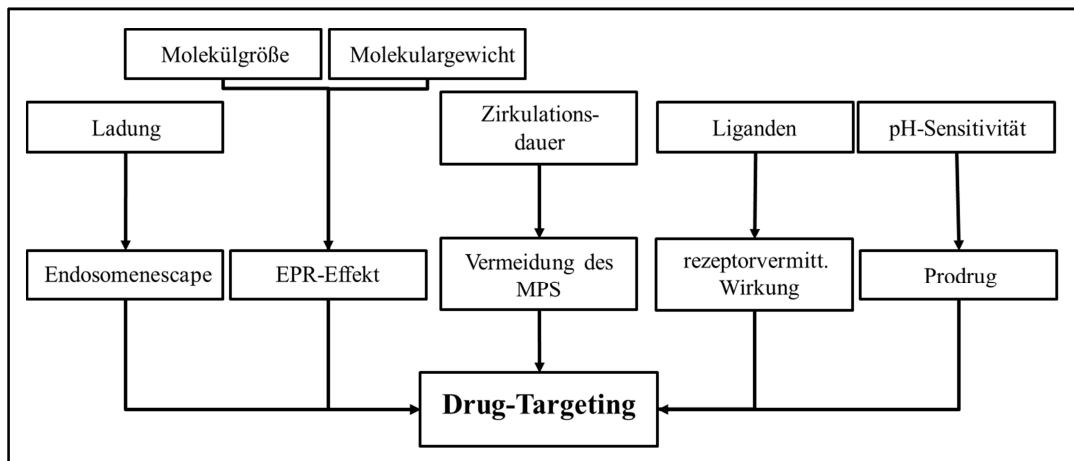 Molekülgröße
Molekulargewicht
Ladung
Zirkulations-
dauer
Liganden
pH-Sensitivität
Endosomenescape
EPR-Effekt
Vermeidung des
MPS
rezeptorvermitt.
Wirkung
Prodrug
Drug-Targeting